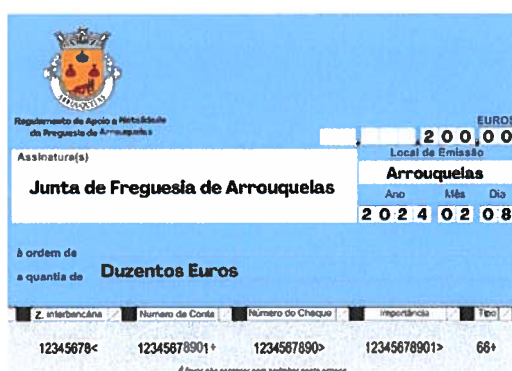 ARROUQUELAS
Regulamento de Apoio a Natalidade
da Freguesia de Arrouquelas
EUROS
200,00
Assinatura(s)
Local de Emissão
Junta de Freguesia de Arrouquelas
Arrouquelas
Ano Mês Dia
2024 02 08
à ordem de
a quantia de Duzentos Euros
Z. Interbancária Numero de Conta Número do Cheque Importância Tipo
12345678< 12345678901+ 1234567890> 12345678901> 66+